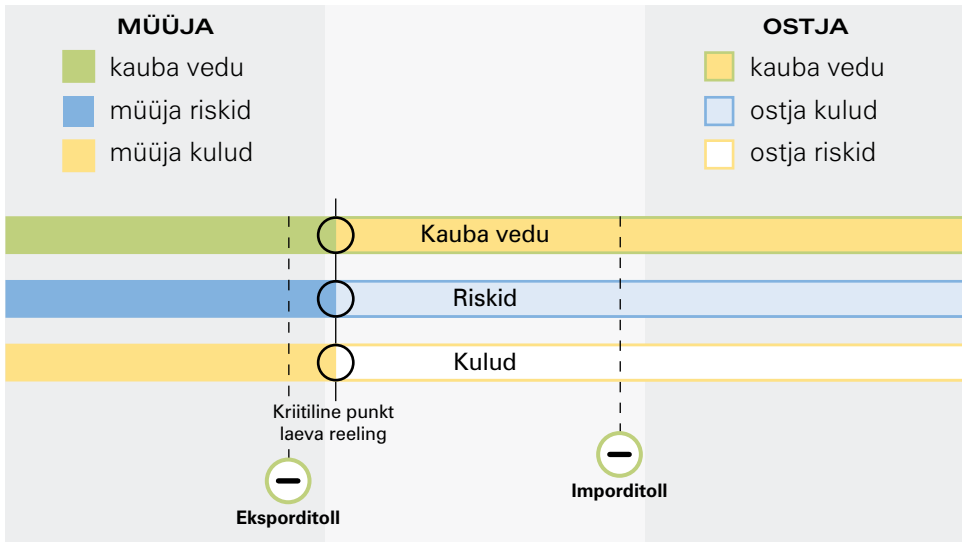 MÜÜJA
kauba vedu
müüja riskid
müüja kulud
OSTJA
kauba vedu
ostja kulud
ostja riskid
Kauba vedu
Riskid
Kulud
Kriitiline punkt
laeva reeling
Eksporditoll
Imporditoll